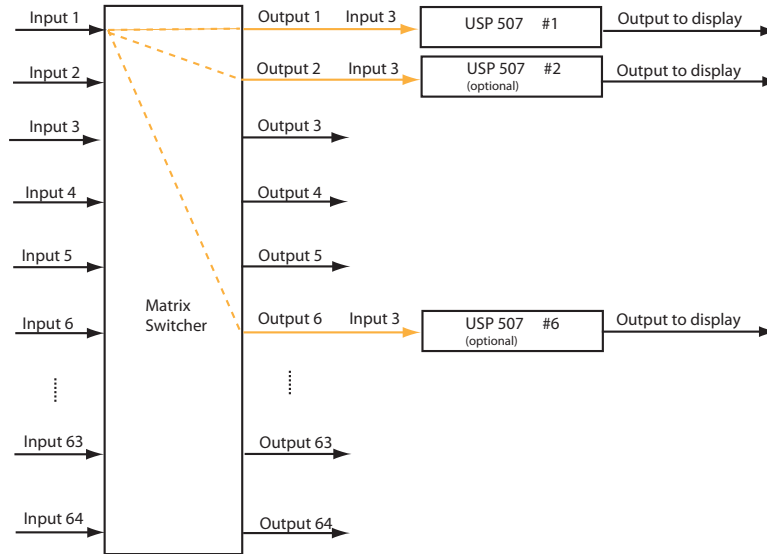 Input 1
Output 1 Input 3
USP 507 #1
Output to display
Input 2
Output 2 Input 3
USP 507 #2
(optional)
Output to display
Input 3
Output 3
Input 4
Output 4
Input 5
Output 5
Matrix
Switcher
Input 6
Output 6 Input 3
USP 507 #6
(optional)
Output to display
Input 63
Output 63
Input 64
Output 64